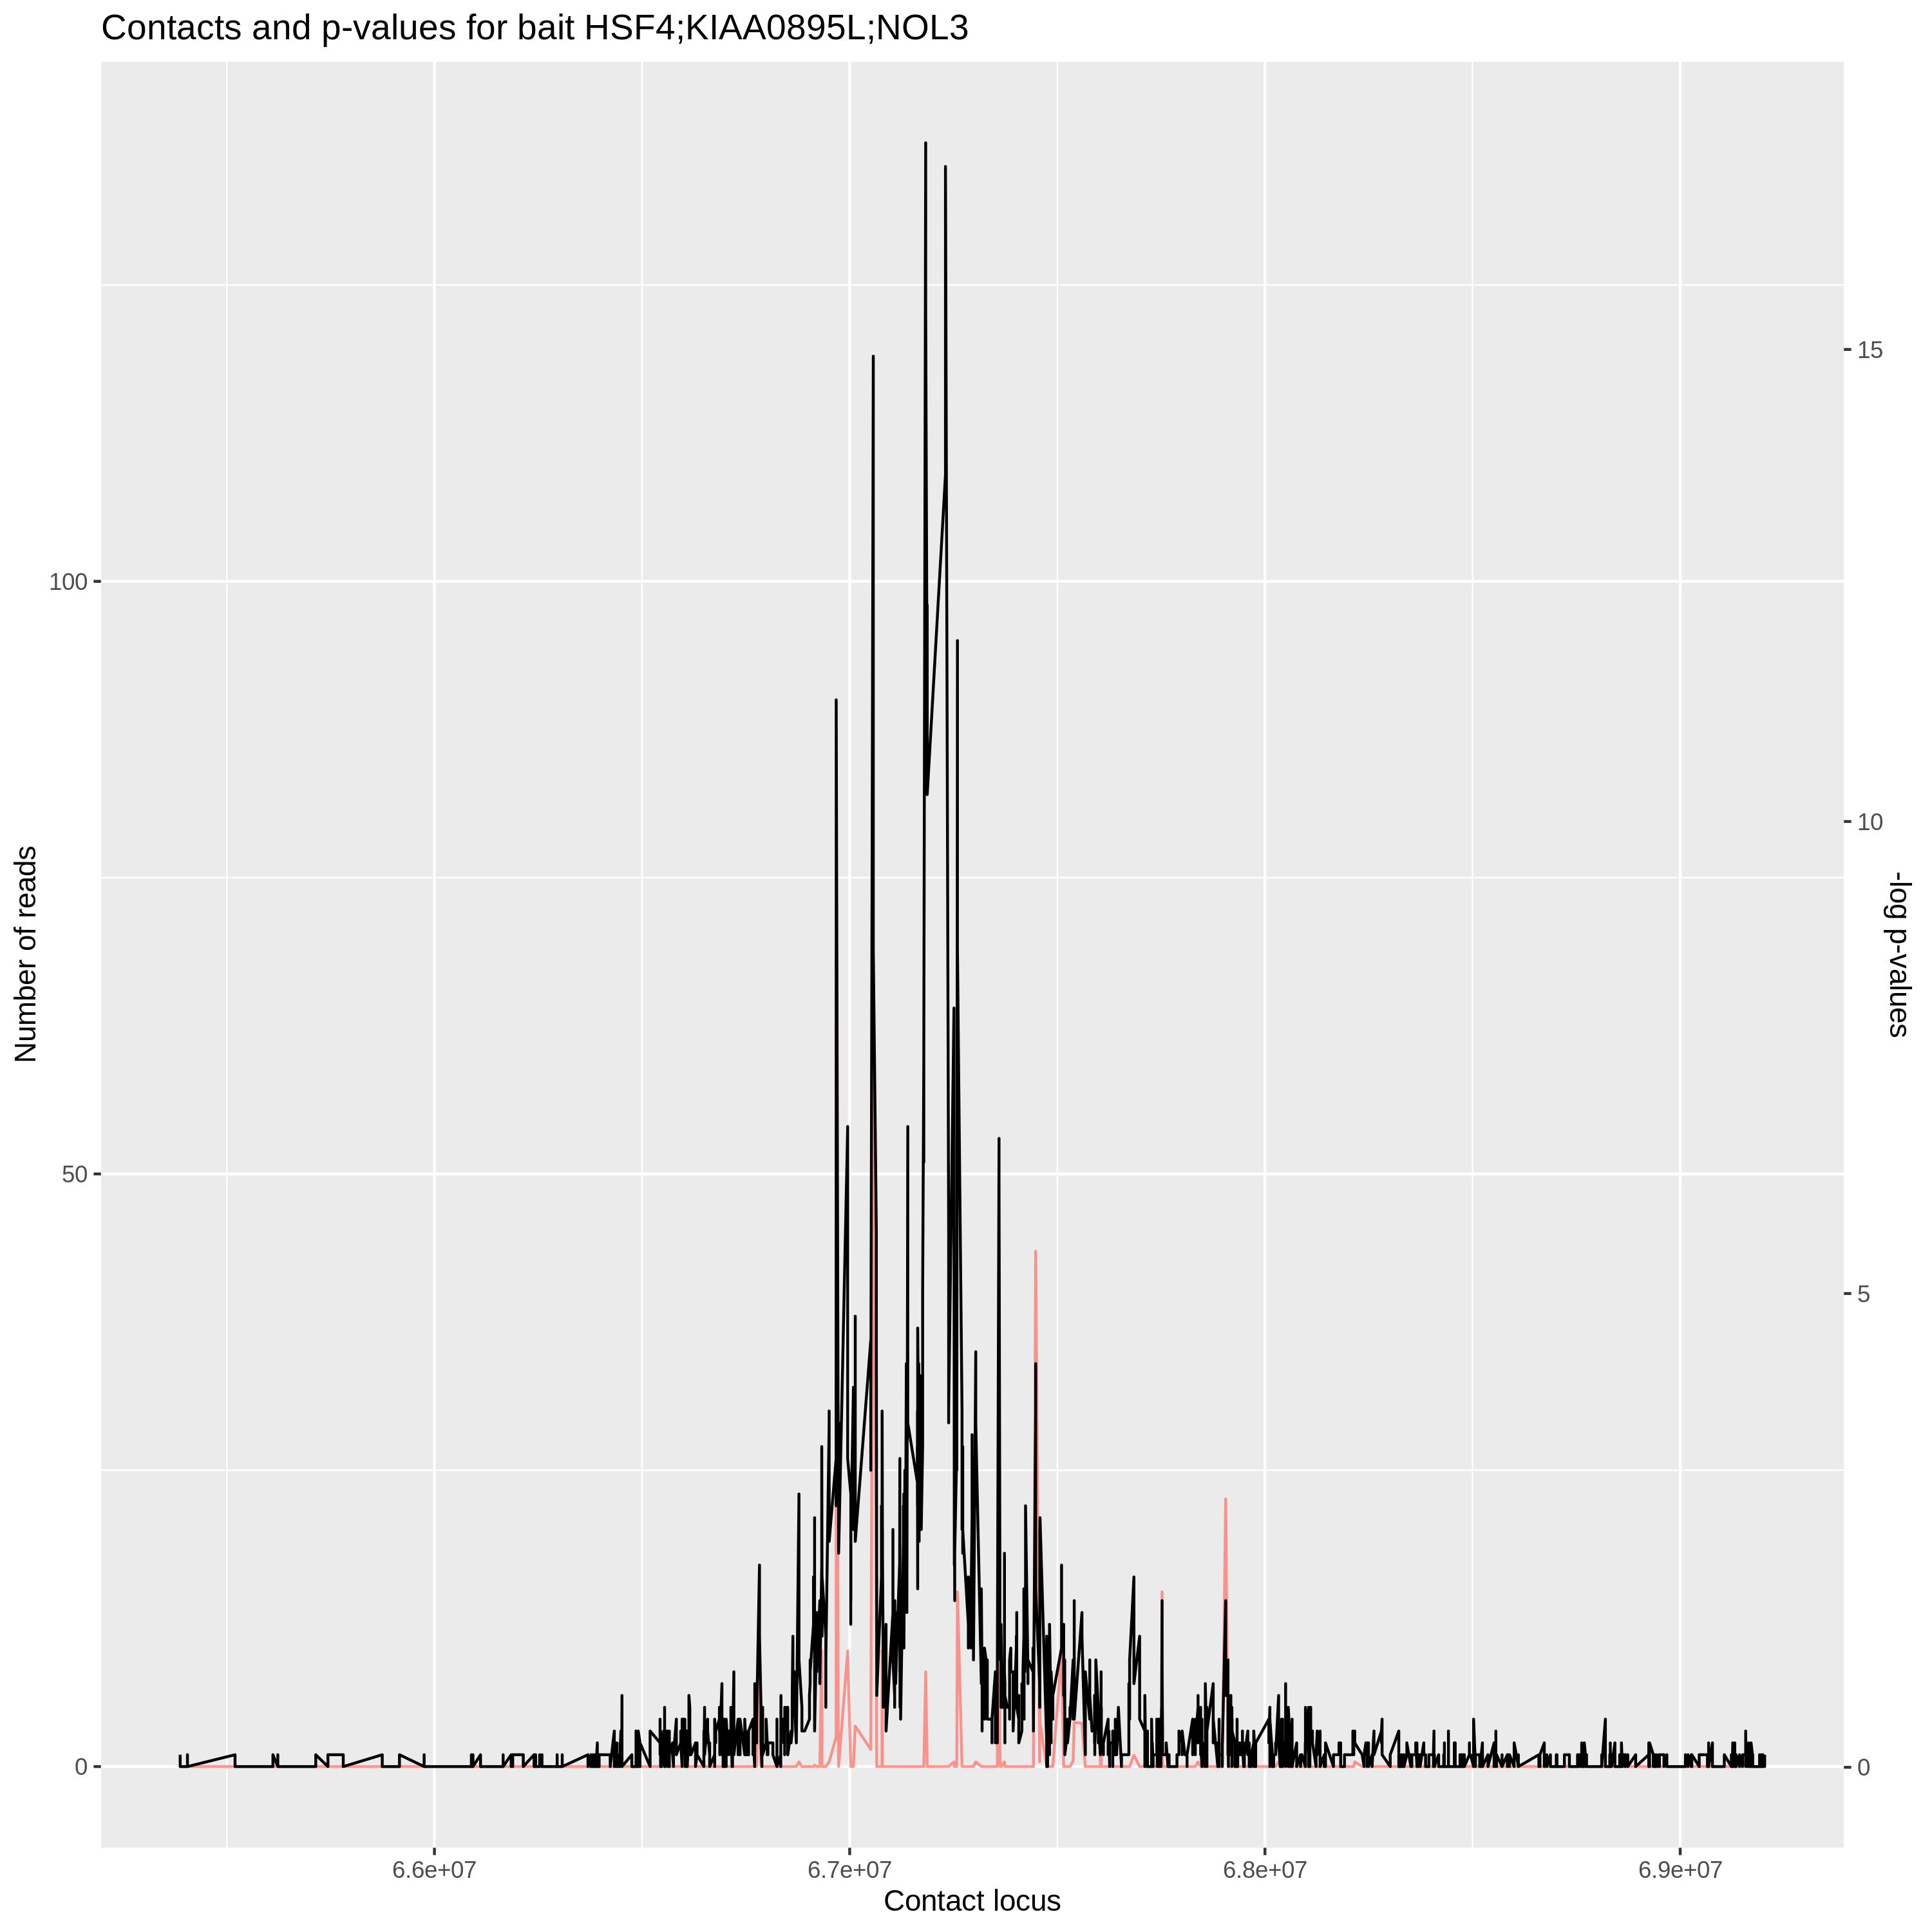 Contacts and p-values for bait HSF4;KIAA0895L;NOL3
Number of reads
100
50
0
15
10
5
0
-log p-values
6.6e+07
6.7e+07
6.8e+07
6.9e+07
Contact locus